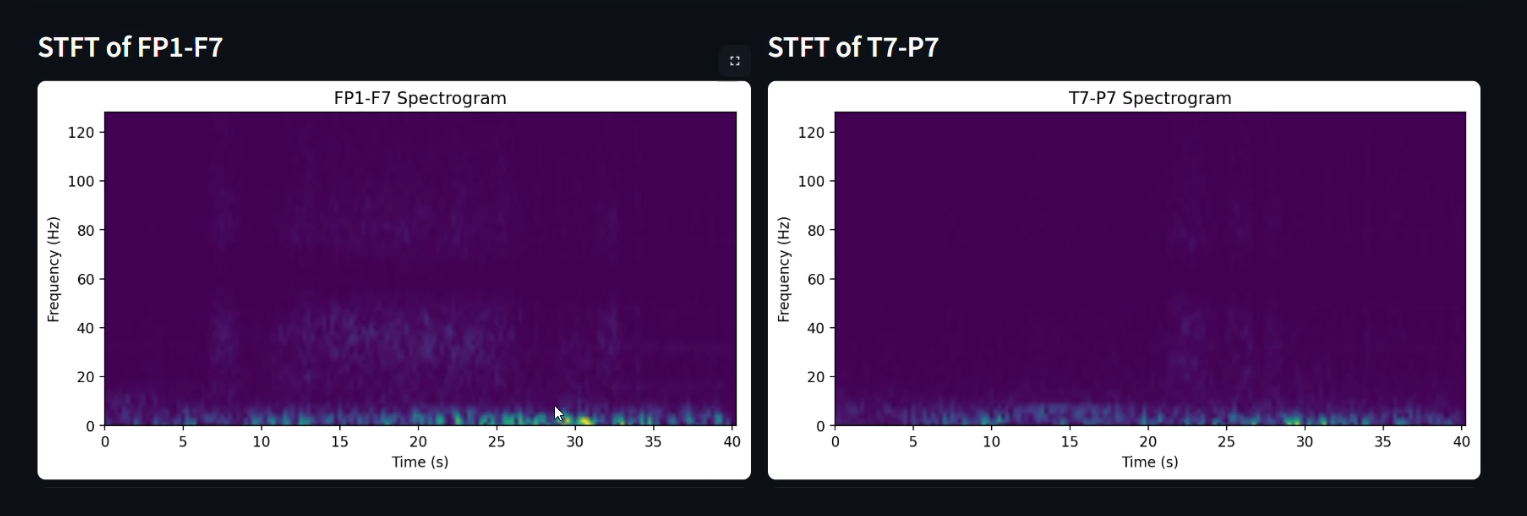 STFT of FP1-F7
FP1-F7 Spectrogram
120
100
80
60
40
20
0
Frequency (Hz)
0 5 10 15 20 25 30 35 40
Time (s)
STFT of T7-P7
T7-P7 Spectrogram
120
100
80
60
40
20
0
Frequency (Hz)
0 5 10 15 20 25 30 35 40
Time (s)